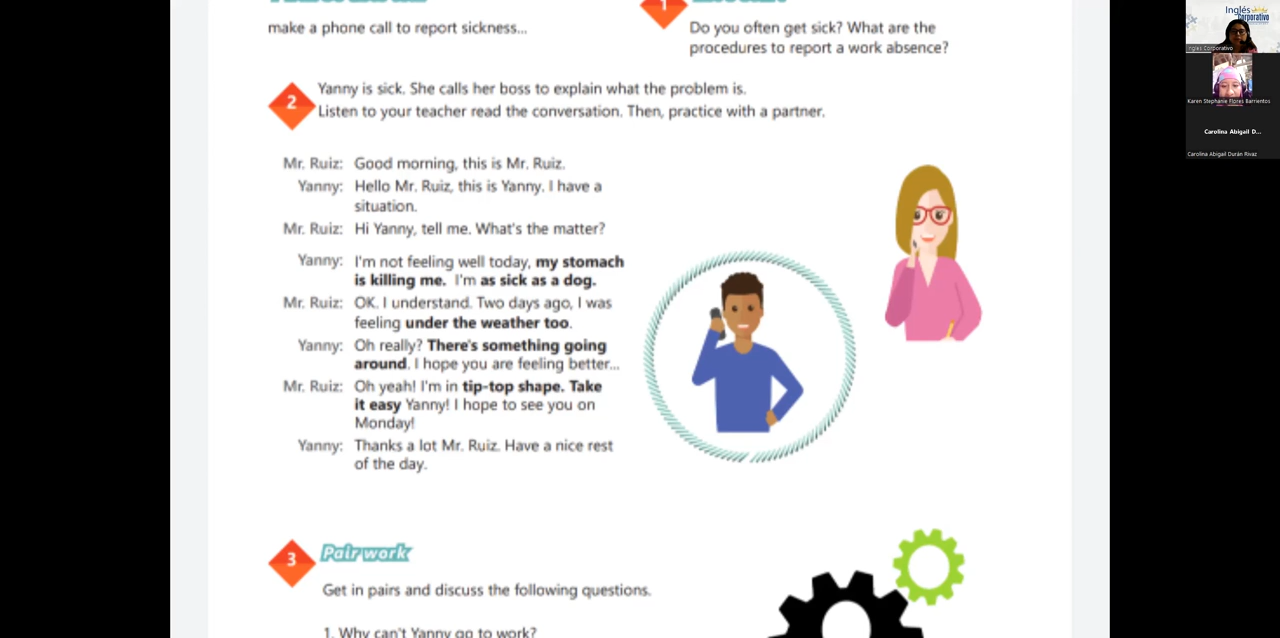 make a phone call to report sickness...
1
Do you often get sick? What are the
procedures to report a work absence?
2
Yanny is sick. She calls her boss to explain what the problem is.
Listen to your teacher read the conversation. Then, practice with a partner.
Mr. Ruiz: Good morning, this is Mr. Ruiz.
Yanny: Hello Mr. Ruiz, this is Yanny. I have a
situation.
Mr. Ruiz: Hi Yanny, tell me. What's the matter?
Yanny: I'm not feeling well today, my stomach
is killing me. I'm as sick as a dog.
Mr. Ruiz: OK. I understand. Two days ago, I was
feeling under the weather too.
Yanny: Oh really? There's something going
around. I hope you are feeling better...
Mr. Ruiz: Oh yeah! I'm in tip-top shape. Take
it easy Yanny! I hope to see you on
Monday!
Yanny: Thanks a lot Mr. Ruiz. Have a nice rest
of the day.
3
Pair work
Get in pairs and discuss the following questions.
1. Why can't Yanny go to work?
Inglés
Corporativo
Inglés Corporativo
Karen Stephanie Flores Barrientos
Carolina Abigail D...
Carolina Abigail Durán Rivaz